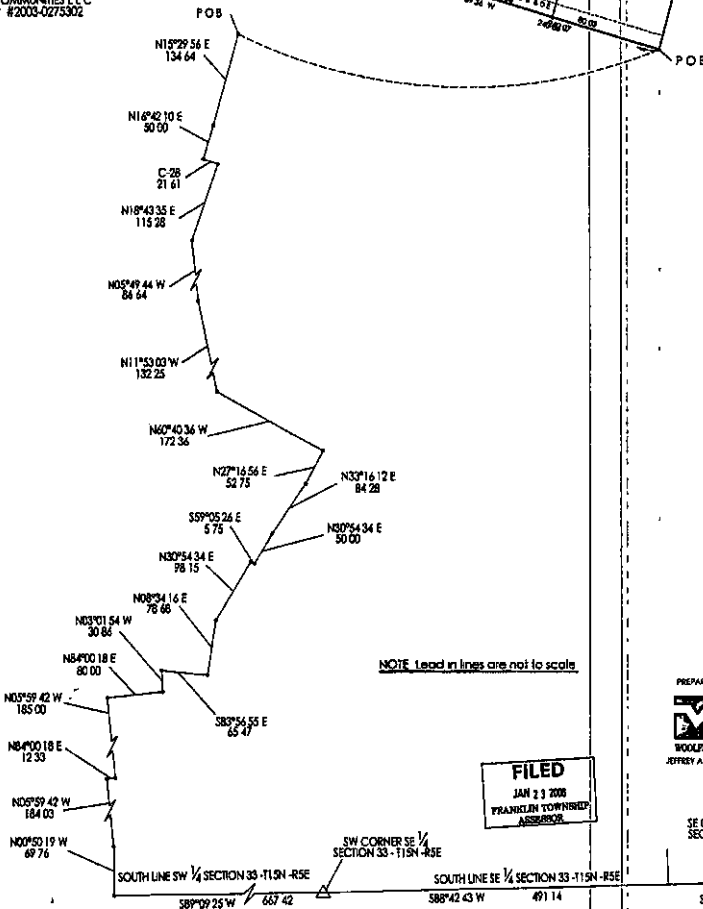 #2003-0275302
POB
N15°29 56 E
134 64
N16°42 10 E
50 00
C-28
21 61
N18°43 35 E
115 28
N05°49 44 W
86 64
N11°53 03 W
132 25
N60°40 36 W
172 36
N27°16 56 E
52 75
N33°16 12 E
84 28
S59°05 26 E
5 75
N30°54 34 E
50 00
N30°54 34 E
98 15
N08°34 16 E
78 68
N03°01 54 W
30 86
N84°00 18 E
80 00
N05°59 42 W
185 00
S83°56 55 E
65 47
N84°00 18 E
12 33
N05°59 42 W
184 03
N00°50 19 W
69 76
NOTE Lead in lines are not to scale
80 00
POB
PREPAR
WOOLP
JEFFREY A
FILED
JAN 23 2008
FRANKLIN TOWNSHIP
ASSESSOR
SW CORNER SE 1/4
SECTION 33 - T15N -R5E
SOUTH LINE SW 1/4 SECTION 33 -T15N -R5E
S89°09 25 W 667 42
SOUTH LINE SE 1/4 SECTION 33 -T15N -R5E
S88°42 43 W 491 14